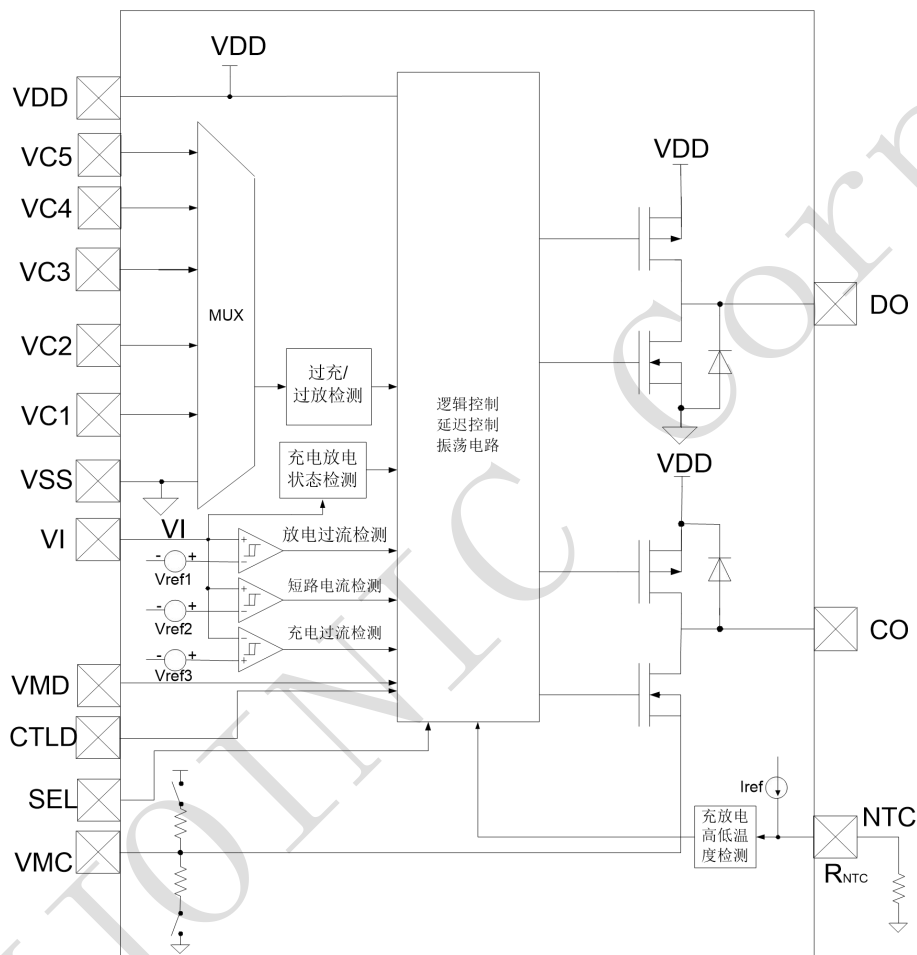 VDD
VDD
VC5
VC4
VC3
VC2
VC1
VSS
VI
VMD
CTLD
SEL
VMC
MUX
过充/
过放检测
充电放电
状态检测
VI
- +
Vref1
- +
Vref2
- +
Vref3
+
-
+
-
-
+
放电过流检测
短路电流检测
充电过流检测
逻辑控制
延迟控制
振荡电路
VDD
DO
VDD
CO
Iref
充放电
高低温
度检测
NTC
RNTC
JOINIC Corp